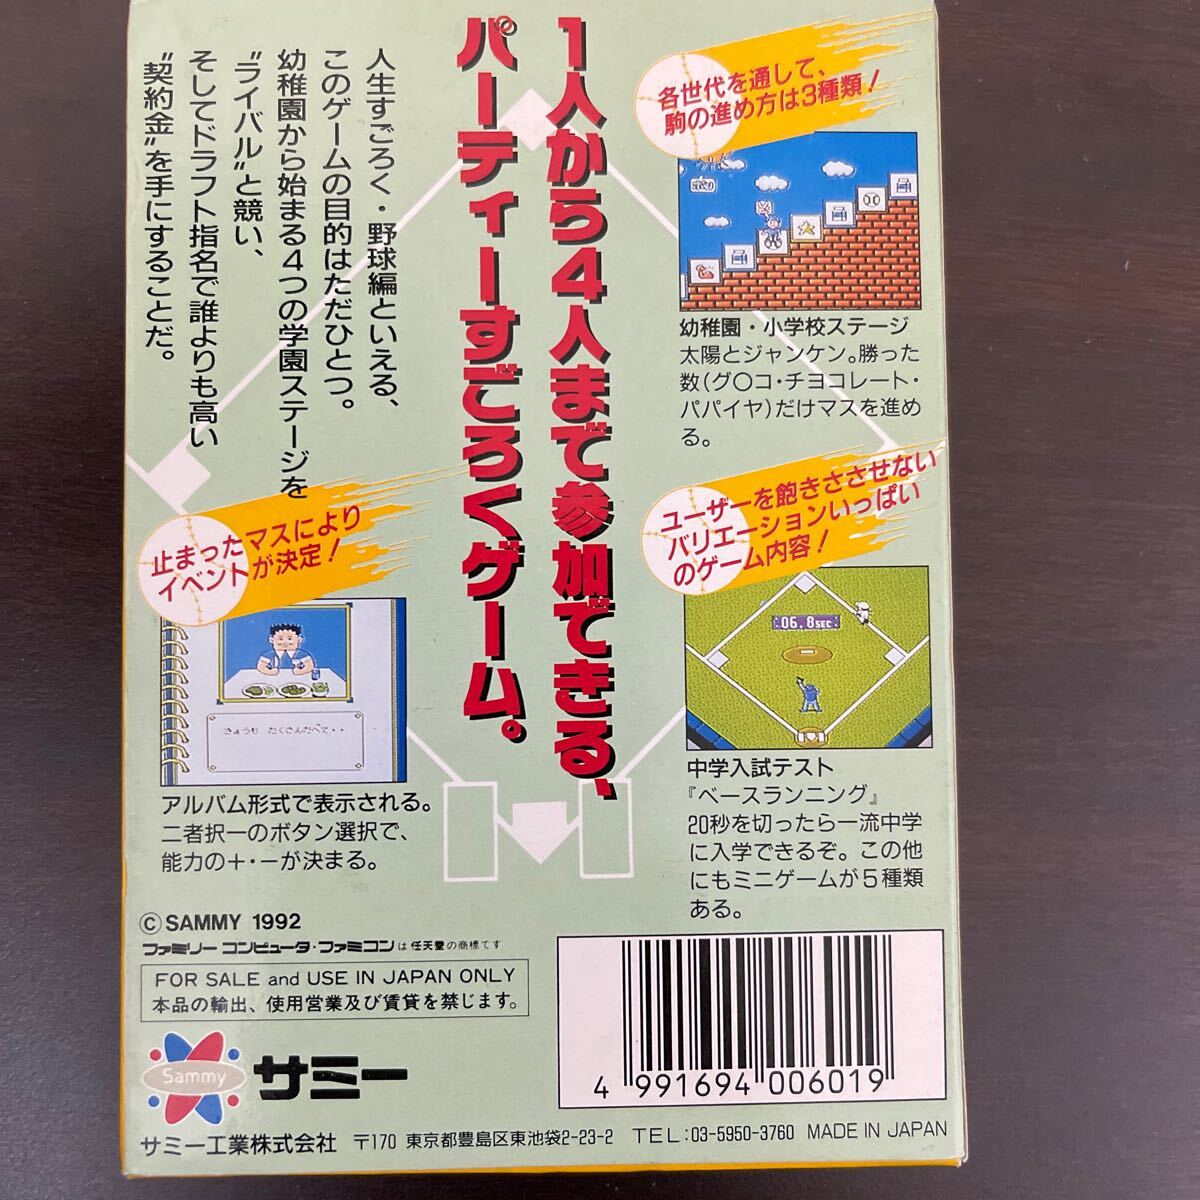 1人から4人まで参加できる、
パーティーすごろくゲーム。
人生すごろく・野球編といえる、
このゲームの目的はただひとつ。
幼稚園から始まる4つの学園ステージを
“ライバル”と競い、
そしてドラフト指名で誰よりも高い
“契約金”を手にすることだ。
各世代を通して、
駒の進め方は3種類！
幼稚園・小学校ステージ
太陽とジャンケン。勝った
数(グ〇コ・チヨコレート・
パパイヤ)だけマスを進め
る。
ユーザーを飽きささせない
バリエーションいっぱい
のゲーム内容！
06.8SEC
中学入試テスト
『ベースランニング』
20秒を切ったら一流中学
に入学できるぞ。この他
にもミニゲームが5種類
ある。
止まったマスにより
イベントが決定！
きょうも たくさんたべて・・
アルバム形式で表示される。
二者択一のボタン選択で、
能力の＋・－が決まる。
© SAMMY 1992
ファミリー コンピュータ・ファミコンは 任天堂の商標です
FOR SALE and USE IN JAPAN ONLY
本品の輸出、使用営業及び賃貸を禁じます。
Sammy サミー
4 991694 006019
サミー工業株式会社 〒170 東京都豊島区東池袋2-23-2 TEL:03-5950-3760 MADE IN JAPAN